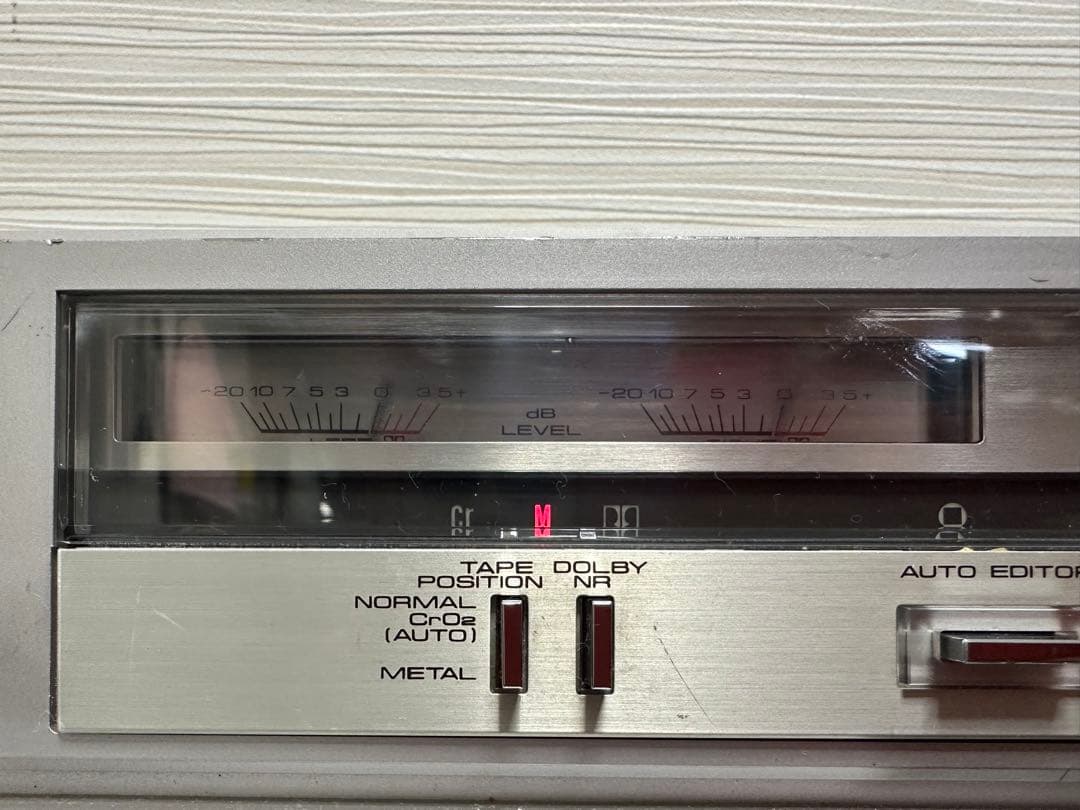 -20 10 7 5 3 0 3 5+
-20 10 7 5 3 0 3 5+
dB
LEVEL
Cr
M
TAPE POSITION
DOLBY NR
AUTO EDITOR
NORMAL
CrO₂
(AUTO)
METAL